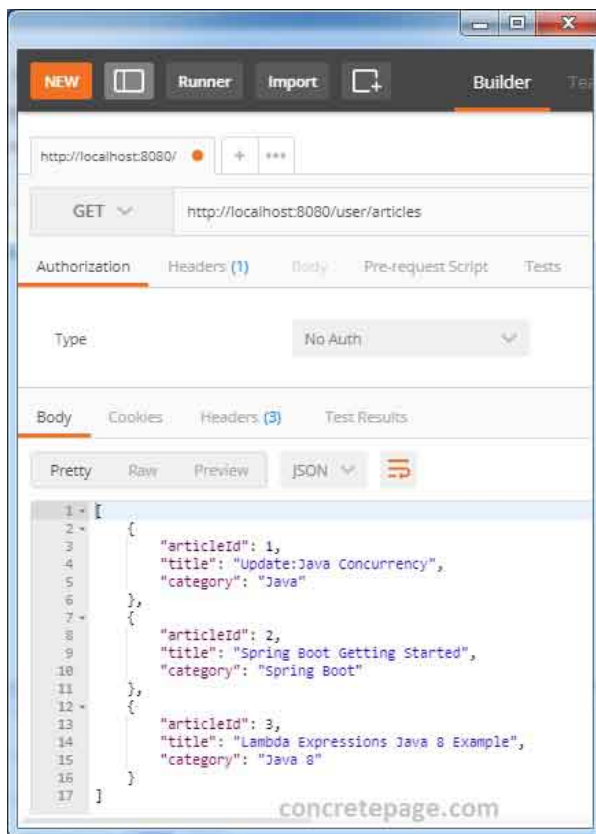 NEW Runner Import Builder Tea
http://localhost:8080/ + •••
GET http://localhost:8080/user/articles
Authorization Headers (1) Body Pre-request Script Tests
Type No Auth
Body Cookies Headers (3) Test Results
Pretty Raw Preview JSON
1 [
2 {
3 "articleId": 1,
4 "title": "Update:Java Concurrency",
5 "category": "Java"
6 },
7 {
8 "articleId": 2,
9 "title": "Spring Boot Getting Started",
10 "category": "Spring Boot"
11 },
12 {
13 "articleId": 3,
14 "title": "Lambda Expressions Java 8 Example",
15 "category": "Java 8"
16 }
17 ]
concretepage.com